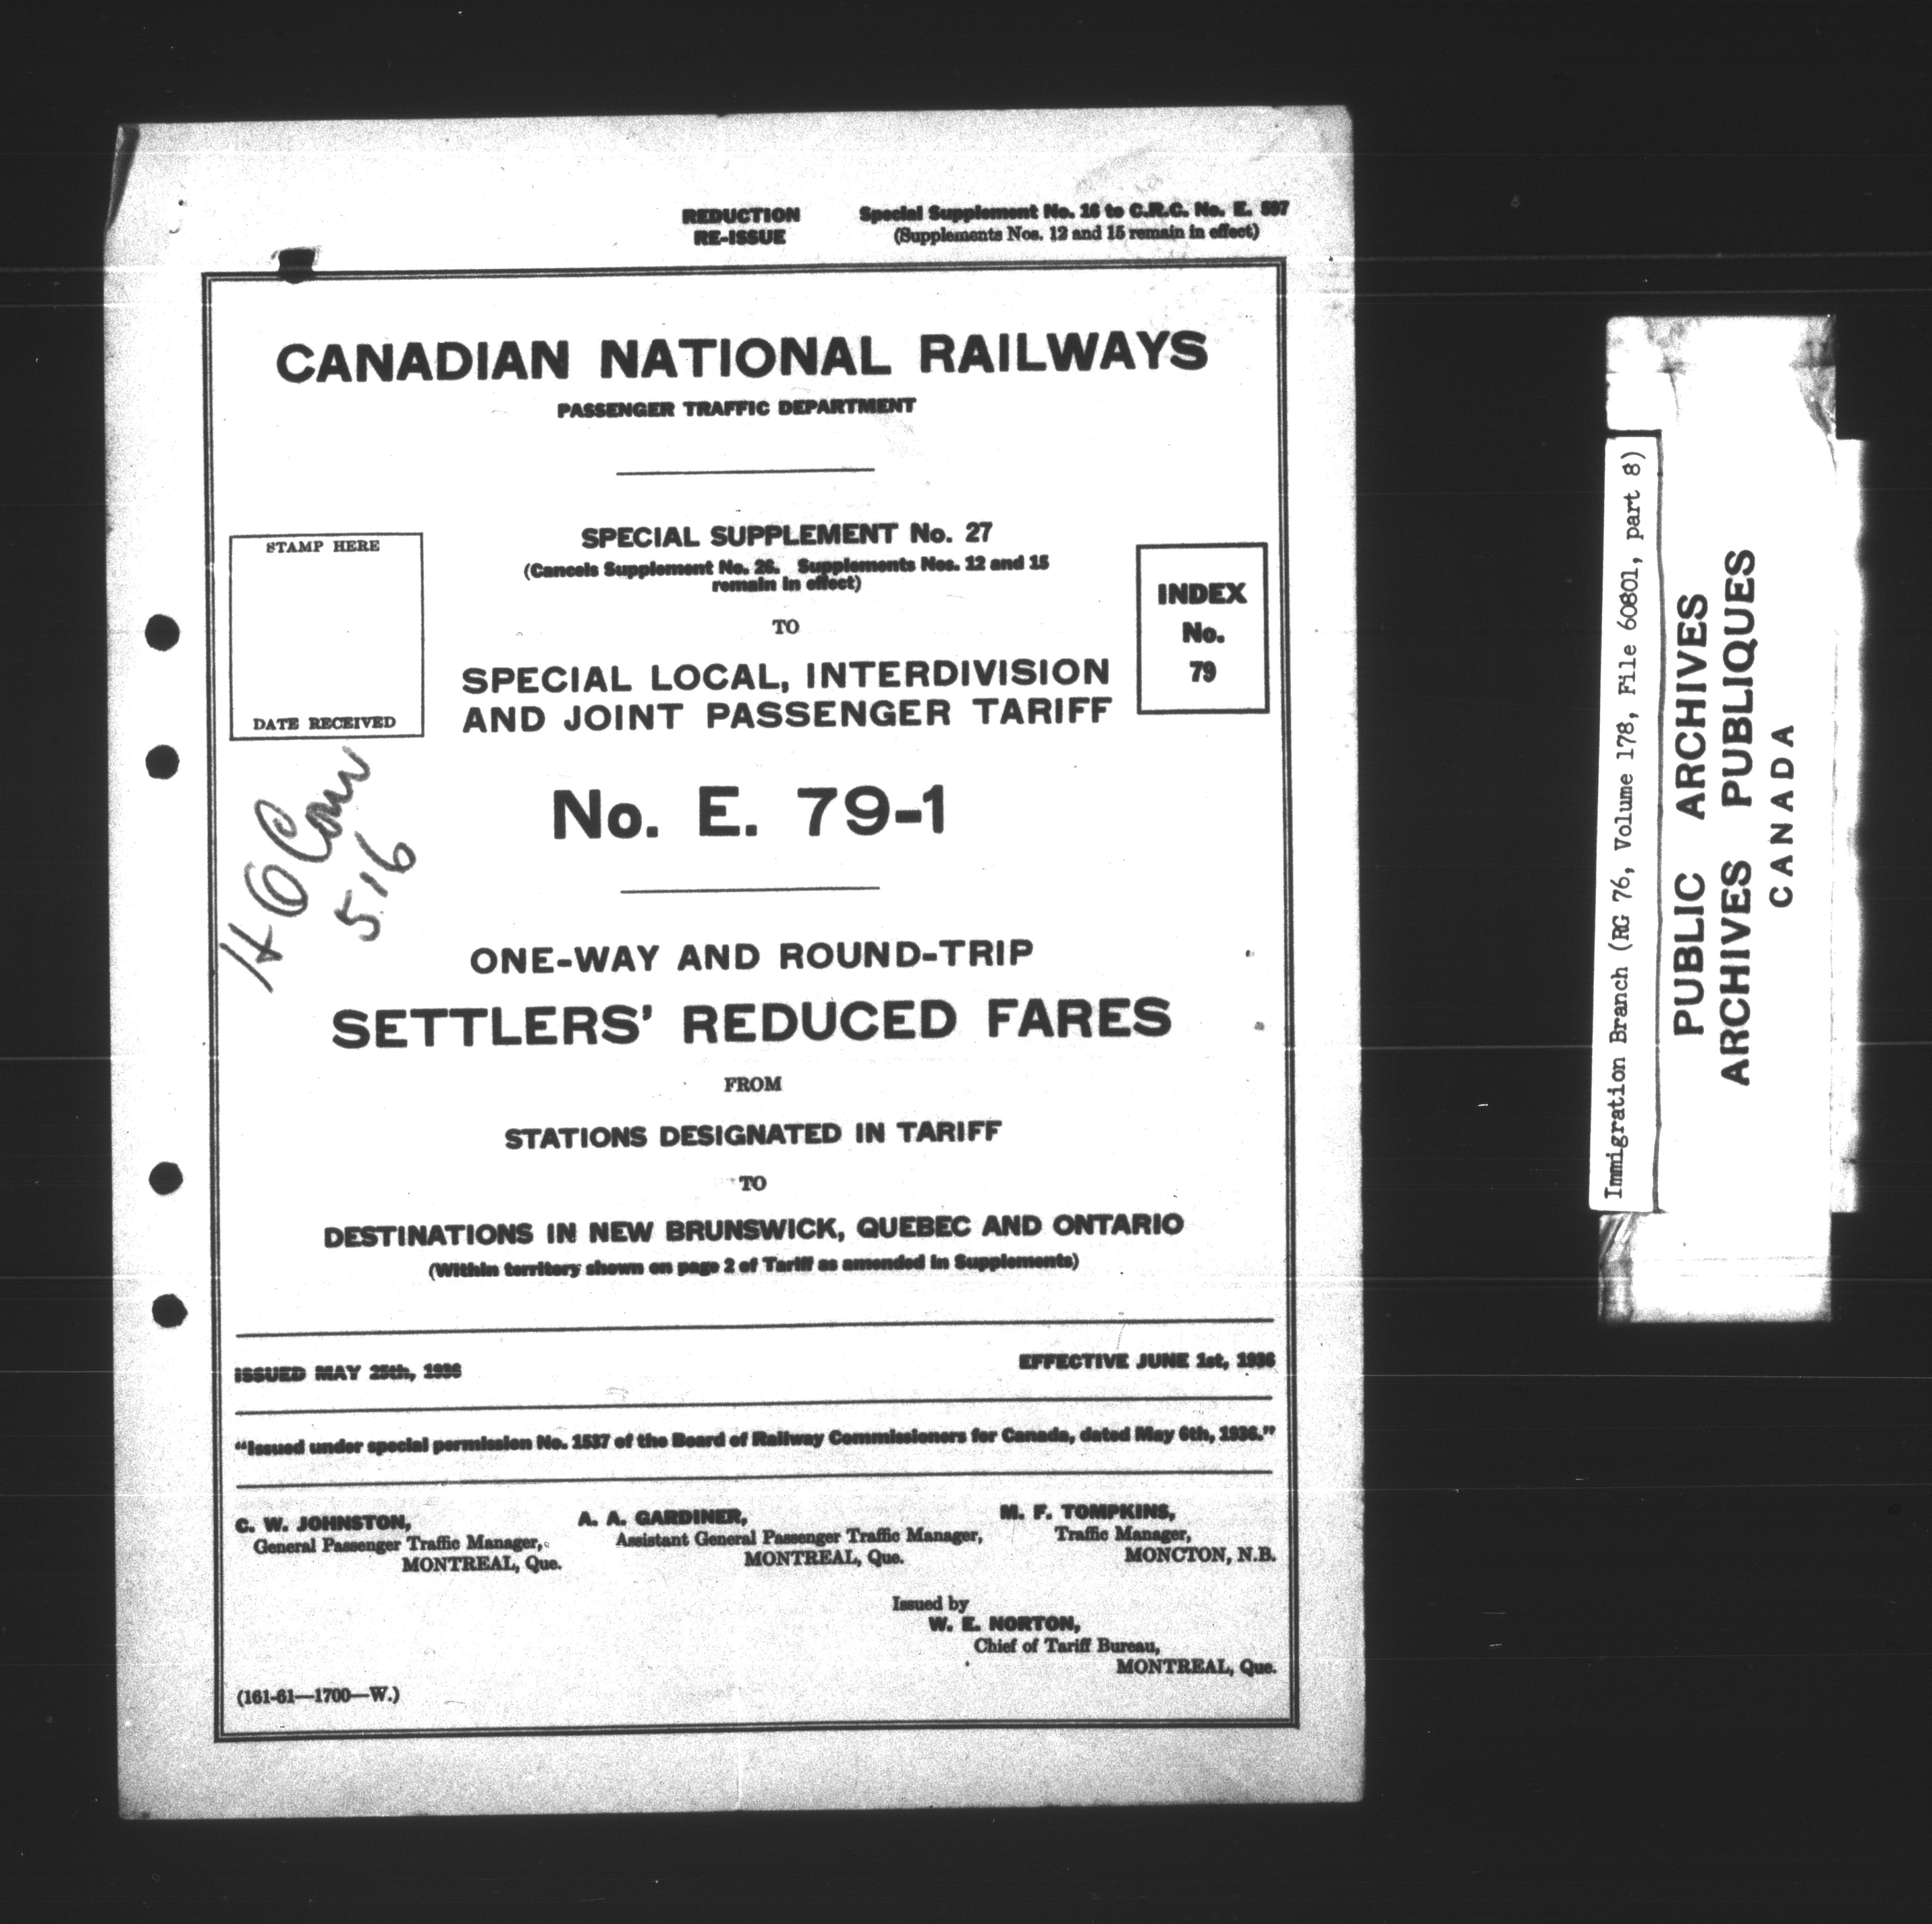 REDUCTION
RE-ISSUE
Special Supplement No. 16 to C.R.C. No. E. 597
(Supplements Nos. 12 and 15 remain in effect)
CANADIAN NATIONAL RAILWAYS
PASSENGER TRAFFIC DEPARTMENT
STAMP HERE
DATE RECEIVED
SPECIAL SUPPLEMENT No. 27
(Cancels Supplement No. 26. Supplements Nos. 12 and 15
remain in effect)
TO
SPECIAL LOCAL, INTERDIVISION
AND JOINT PASSENGER TARIFF
INDEX
No.
79
No. E. 79-1
516
ONE-WAY AND ROUND-TRIP
SETTLERS' REDUCED FARES
FROM
STATIONS DESIGNATED IN TARIFF
TO
DESTINATIONS IN NEW BRUNSWICK, QUEBEC AND ONTARIO
(Within territory shown on page 2 of Tariff as amended in Supplements)
ISSUED MAY 25th, 1936
EFFECTIVE JUNE 1st, 1936
"Issued under special permission No. 1537 of the Board of Railway Commissioners for Canada, dated May 6th, 1936."
C. W. JOHNSTON,
General Passenger Traffic Manager,
MONTREAL, Que.
A. A. GARDINER,
Assistant General Passenger Traffic Manager,
MONTREAL, Que.
M. F. TOMPKINS,
Traffic Manager,
MONCTON, N.B.
Issued by
W. E. NORTON,
Chief of Tariff Bureau,
MONTREAL, Que.
(161-61—1700—W.)
Immigration Branch (RG 76, Volume 178, File 60801, part 8)
PUBLIC ARCHIVES
ARCHIVES PUBLIQUES
CANADA